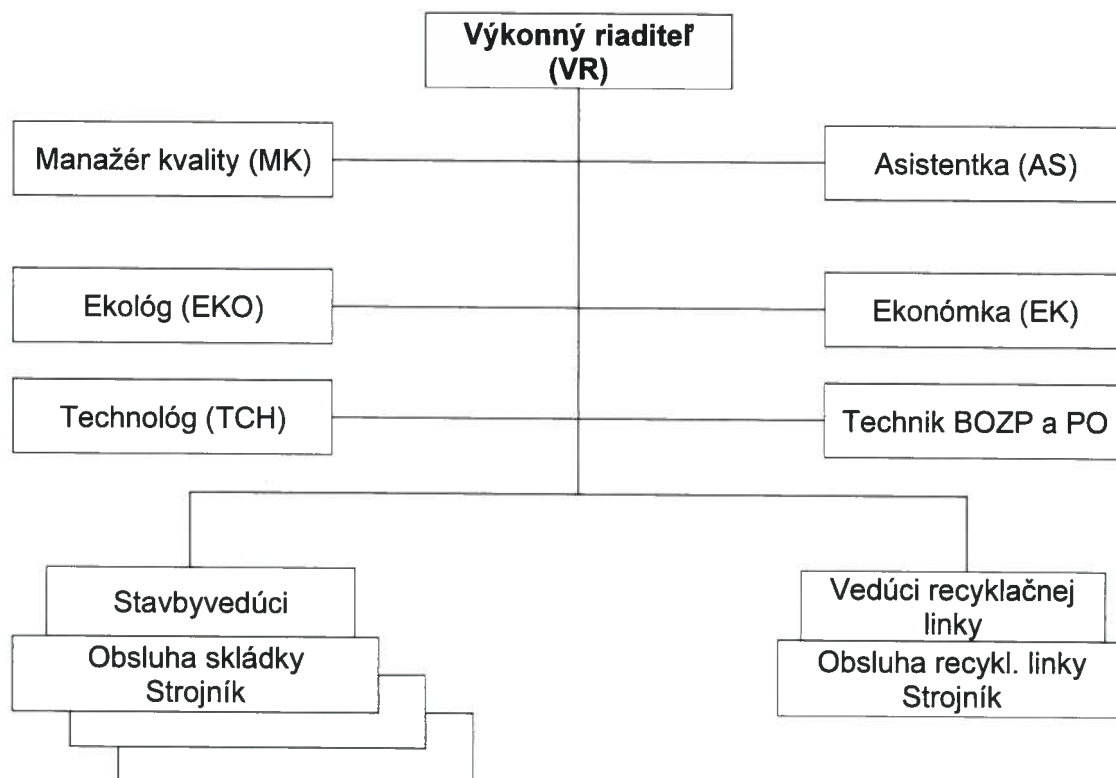 Výkonný riaditeľ
(VR)
Manažér kvality (MK)
Asistentka (AS)
Ekológ (EKO)
Ekonómka (EK)
Technológ (TCH)
Technik BOZP a PO
Stavbyvedúci
Vedúci recyklačnej
linky
Obsluha skládky
Strojník
Obsluha recykl. linky
Strojník